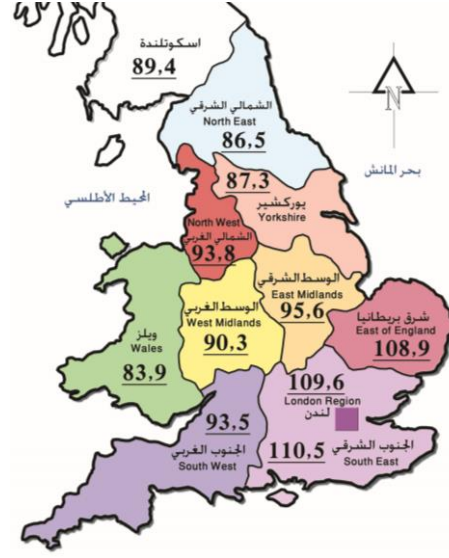 اسكوتلندة
89,4
الشمالي الشرقي
North East
86,5
N
بحر المانش
87,3
يوركشير
Yorkshire
المحيط الأطلسي
North West
الشمالي الغربي
93,8
الوسط الشرقي
East Midlands
95,6
الوسط الغربي
West Midlands
90,3
شرق بريطانيا
East of England
108,9
ويلز
Wales
83,9
109,6
London Region
لندن
93,5
الجنوب الغربي
South West
110,5
الجنوب الشرقي
South East